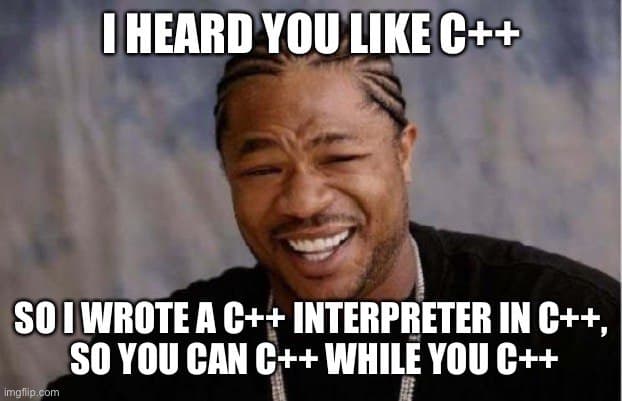 I HEARD YOU LIKE C++
SO I WROTE A C++ INTERPRETER IN C++,
SO YOU CAN C++ WHILE YOU C++
imgflip.com